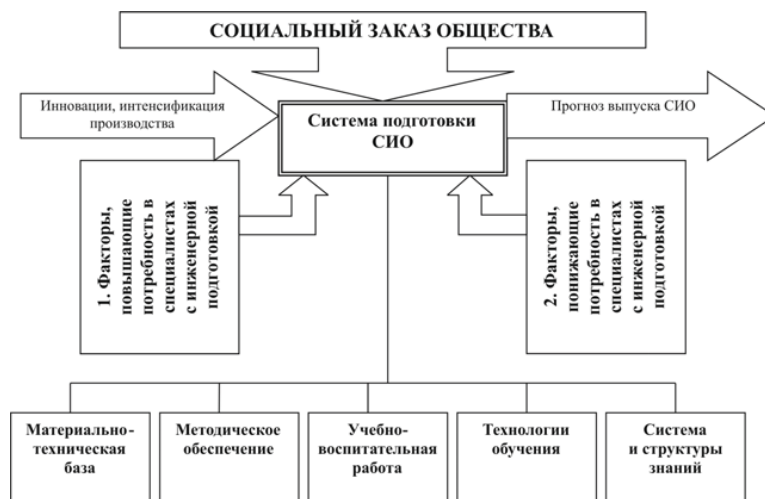 СОЦИАЛЬНЫЙ ЗАКАЗ ОБЩЕСТВА
Инновации, интенсификация
производства
Система подготовки
СИО
Прогноз выпуска СИО
1. Факторы,
повышающие
потребность в
специалистах
с инженерной
подготовкой
2. Факторы,
понижающие
потребность в
специалистах
с инженерной
подготовкой
Материально-
техническая
база
Методическое
обеспечение
Учебно-
воспитательная
работа
Технологии
обучения
Система
и структуры
знаний